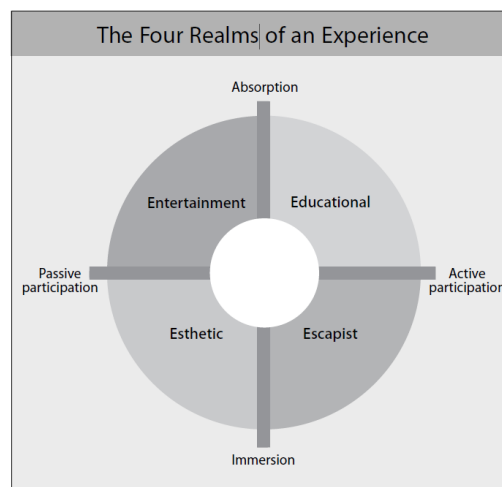 The Four Realms of an Experience
Absorption
Entertainment
Educational
Passive
participation
Active
participation
Esthetic
Escapist
Immersion